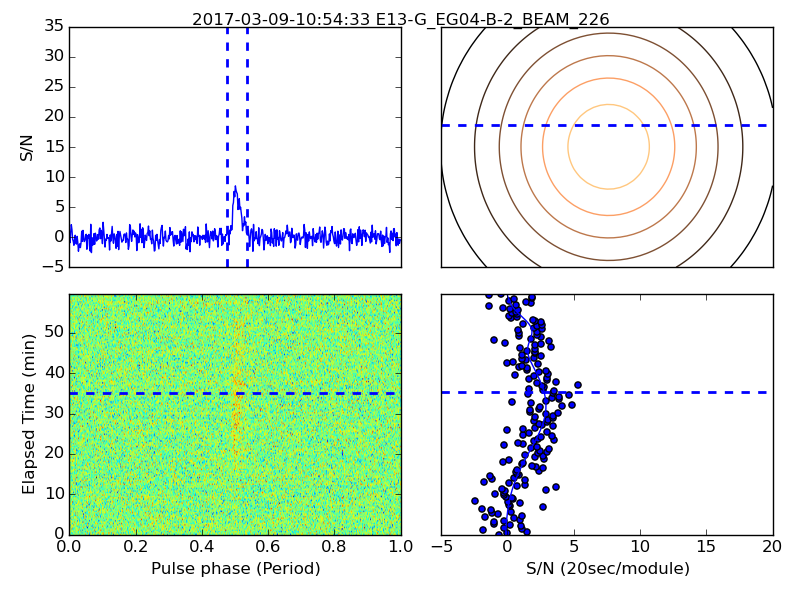 2017-03-09-10:54:33 E13-G_EG04-B-2_BEAM_226
35
30
25
20
15
10
5
0
−5
S/N
50
40
30
20
10
0
Elapsed Time (min)
0.0 0.2 0.4 0.6 0.8 1.0
Pulse phase (Period)
−5 0 5 10 15 20
S/N (20sec/module)